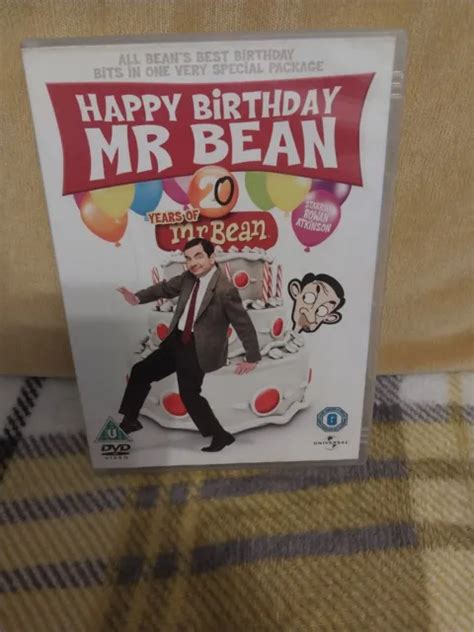 ALL BEAN'S BEST BIRTHDAY
BITS IN ONE VERY SPECIAL PACKAGE
HAPPY BIRTHDAY
MR BEAN
20
YEARS OF
mr Bean
STARRING
ROWAN
ATKINSON
U
DVD
VIDEO
UNIVERSAL